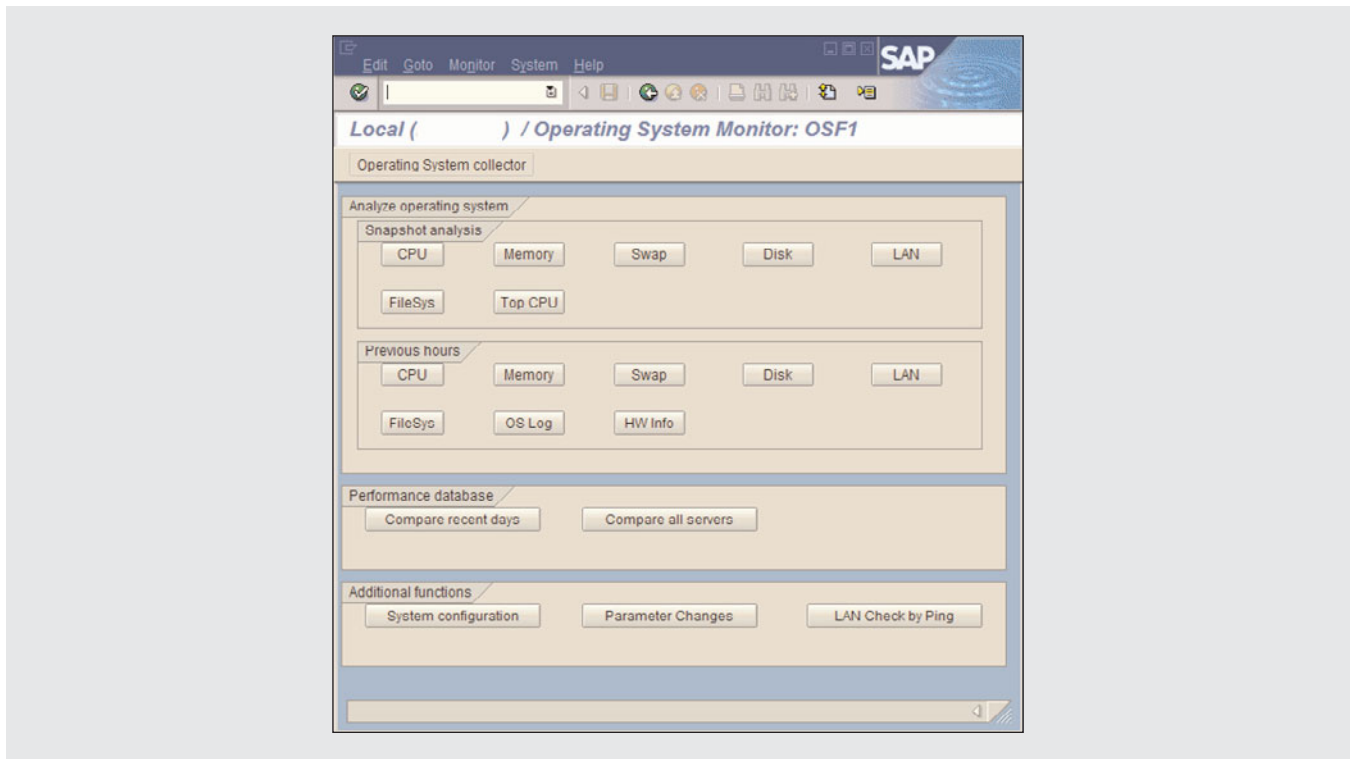 Edit Goto Monitor System Help
SAP
Local ( ) / Operating System Monitor: OSF1
Operating System collector
Analyze operating system
Snapshot analysis
CPU Memory Swap Disk LAN
FileSys Top CPU
Previous hours
CPU Memory Swap Disk LAN
FileSys OS Log HW Info
Performance database
Compare recent days Compare all servers
Additional functions
System configuration Parameter Changes LAN Check by Ping